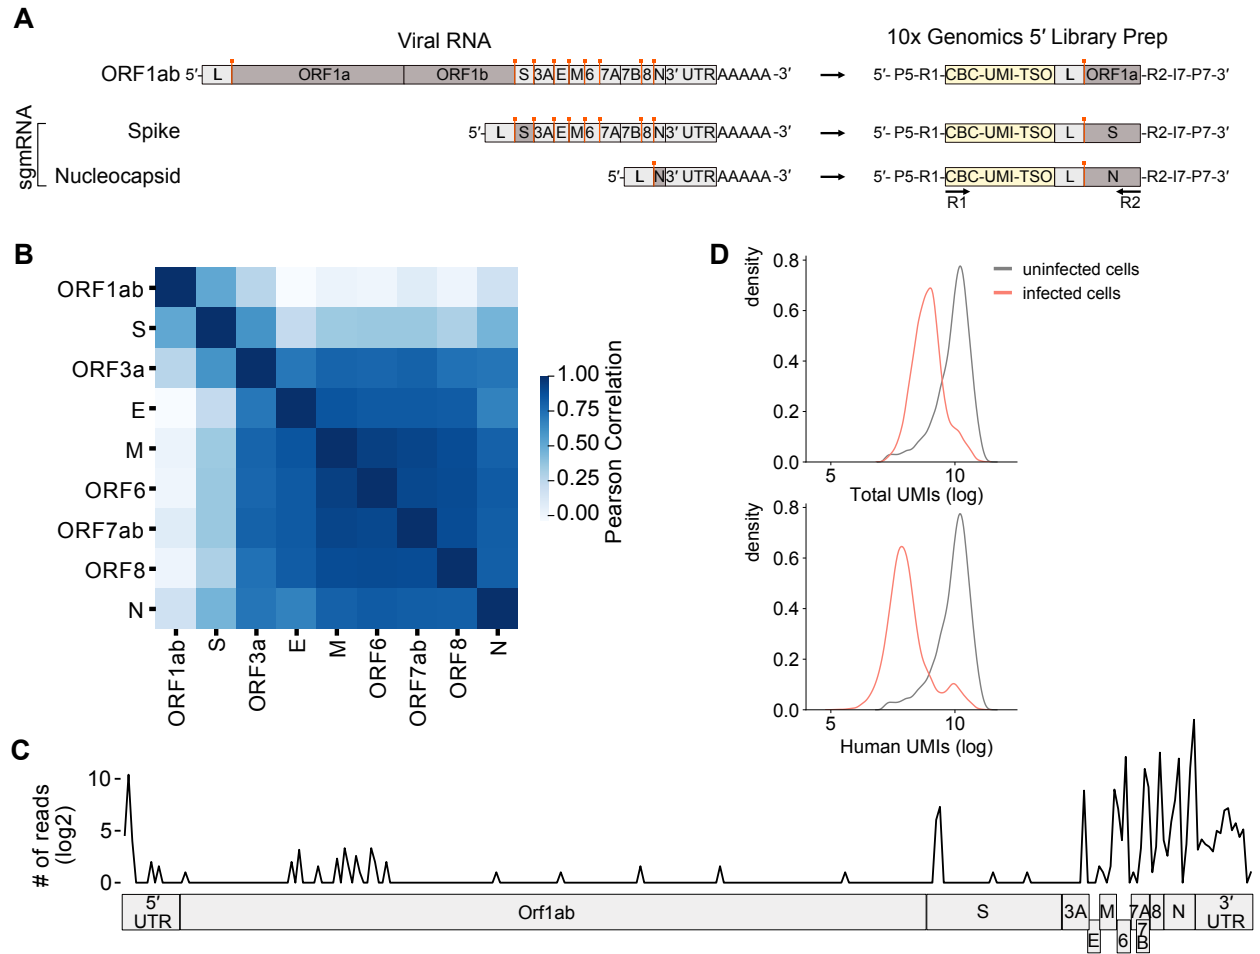 A
Viral RNA
10x Genomics 5′ Library Prep
ORF1ab 5′- L ORF1a ORF1b S 3A E M 6 7A 7B 8 N 3′ UTR AAAAA -3′
5′- P5-R1- CBC-UMI-TSO L ORF1a -R2-I7-P7-3′
sgmRNA
Spike 5′- L S 3A E M 6 7A 7B 8 N 3′ UTR AAAAA -3′
5′- P5-R1- CBC-UMI-TSO L S -R2-I7-P7-3′
Nucleocapsid 5′- L N 3′ UTR AAAAA -3′
5′- P5-R1- CBC-UMI-TSO L N -R2-I7-P7-3′
R1 R2
B
ORF1ab
S
ORF3a
E
M
ORF6
ORF7ab
ORF8
N
ORF1ab S ORF3a E M ORF6 ORF7ab ORF8 N
1.00
0.75
0.50
0.25
0.00
Pearson Correlation
D
density
0.8
0.6
0.4
0.2
0.0
5 10
Total UMIs (log)
uninfected cells
infected cells
density
0.8
0.6
0.4
0.2
0.0
5 10
Human UMIs (log)
C
# of reads
(log2)
10
5
0
5′
UTR
Orf1ab
S
3A
E
M
6
7A
7
B
8
N
3′
UTR